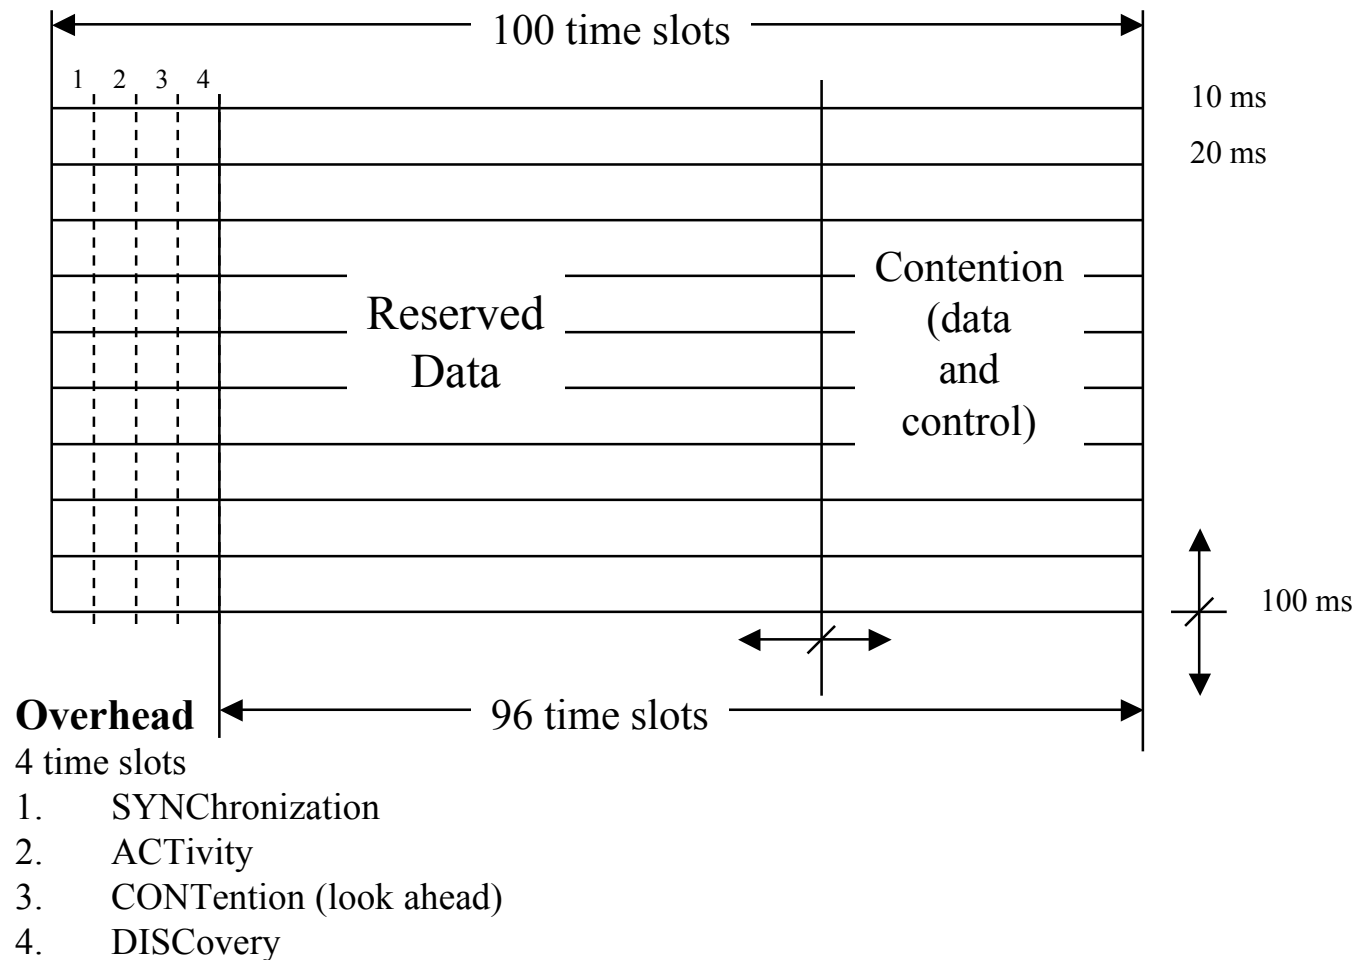 100 time slots
1 2 3 4
10 ms
20 ms
Reserved
Data
Contention
(data
and
control)
100 ms
96 time slots
Overhead
4 time slots
1. SYNChronization
2. ACTivity
3. CONTention (look ahead)
4. DISCovery